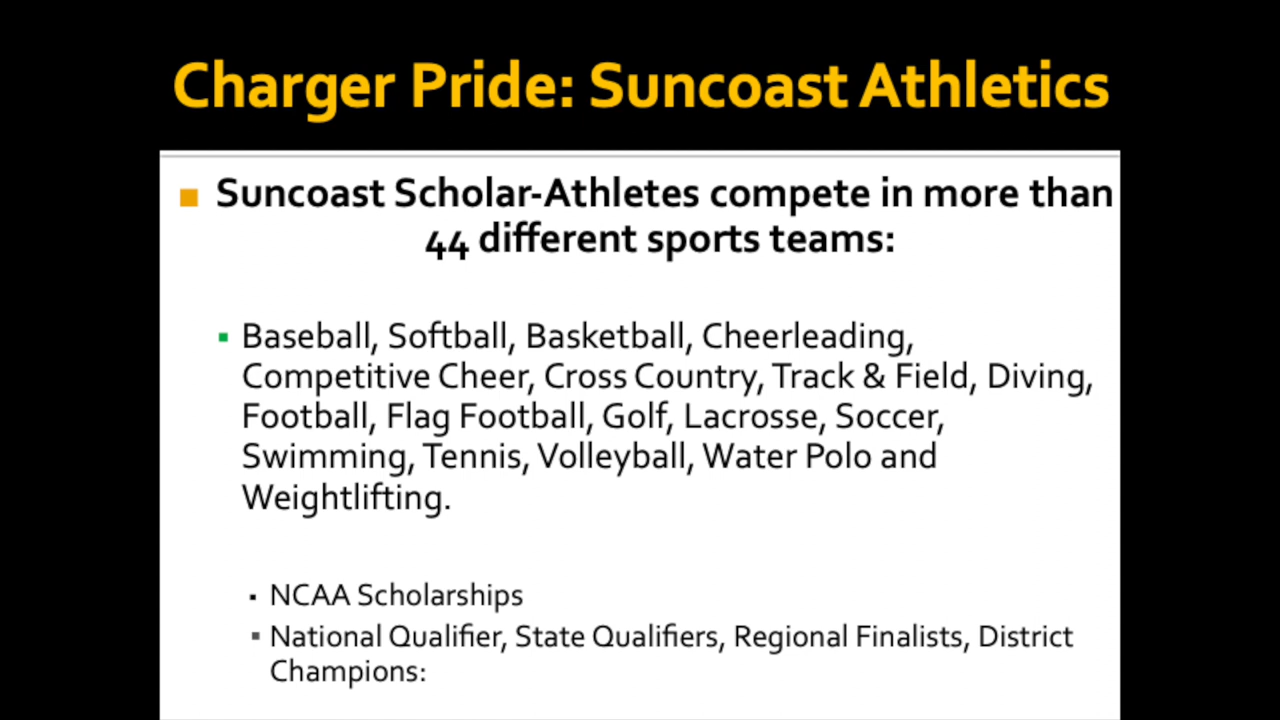 Charger Pride: Suncoast Athletics
Suncoast Scholar-Athletes compete in more than
44 different sports teams:
Baseball, Softball, Basketball, Cheerleading,
Competitive Cheer, Cross Country, Track & Field, Diving,
Football, Flag Football, Golf, Lacrosse, Soccer,
Swimming, Tennis, Volleyball, Water Polo and
Weightlifting.
NCAA Scholarships
National Qualifier, State Qualifiers, Regional Finalists, District
Champions: